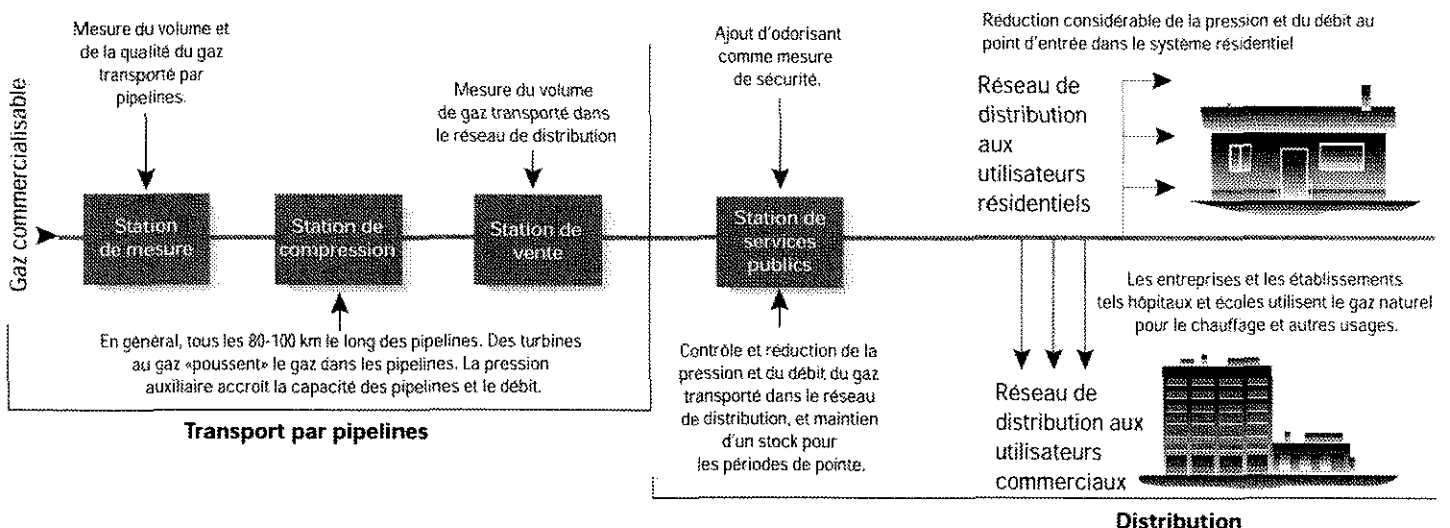 Gaz commercialisable
Mesure du volume et
de la qualité du gaz
transporté par
pipelines.
Station
de mesure
Station de
compression
En général, tous les 80-100 km le long des pipelines. Des turbines
au gaz «poussent» le gaz dans les pipelines. La pression
auxiliaire accroit la capacité des pipelines et le débit.
Mesure du volume
de gaz transporté dans
le réseau de distribution
Station de
vente
Transport par pipelines
Ajout d'odorisant
comme mesure
de sécurité.
Station de
services
publics
Contrôle et réduction de la
pression et du débit du gaz
transporté dans le réseau
de distribution, et maintien
d'un stock pour
les périodes de pointe.
Réduction considérable de la pression et du débit au
point d'entrée dans le système résidentiel
Réseau de
distribution
aux
utilisateurs
résidentiels
Les entreprises et les établissements
tels hôpitaux et écoles utilisent le gaz naturel
pour le chauffage et autres usages.
Réseau de
distribution aux
utilisateurs
commerciaux
Distribution